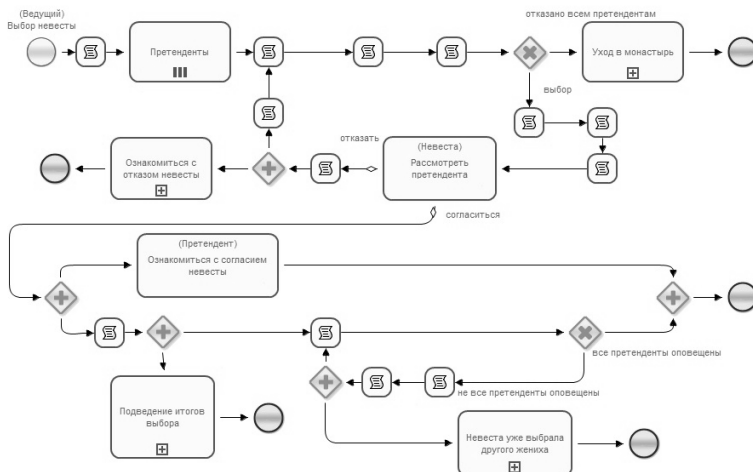 (Ведущий)
Выбор невесты
отказано всем претендентам
Претенденты
Уход в монастырь
выбор
отказать
(Невеста)
Рассмотреть
претендента
Ознакомиться с
отказом невесты
согласиться
(Претендент)
Ознакомиться с согласием
невесты
все претенденты оповещены
не все претенденты оповещены
Подведение итогов
выбора
Невеста уже выбрала
другого жениха